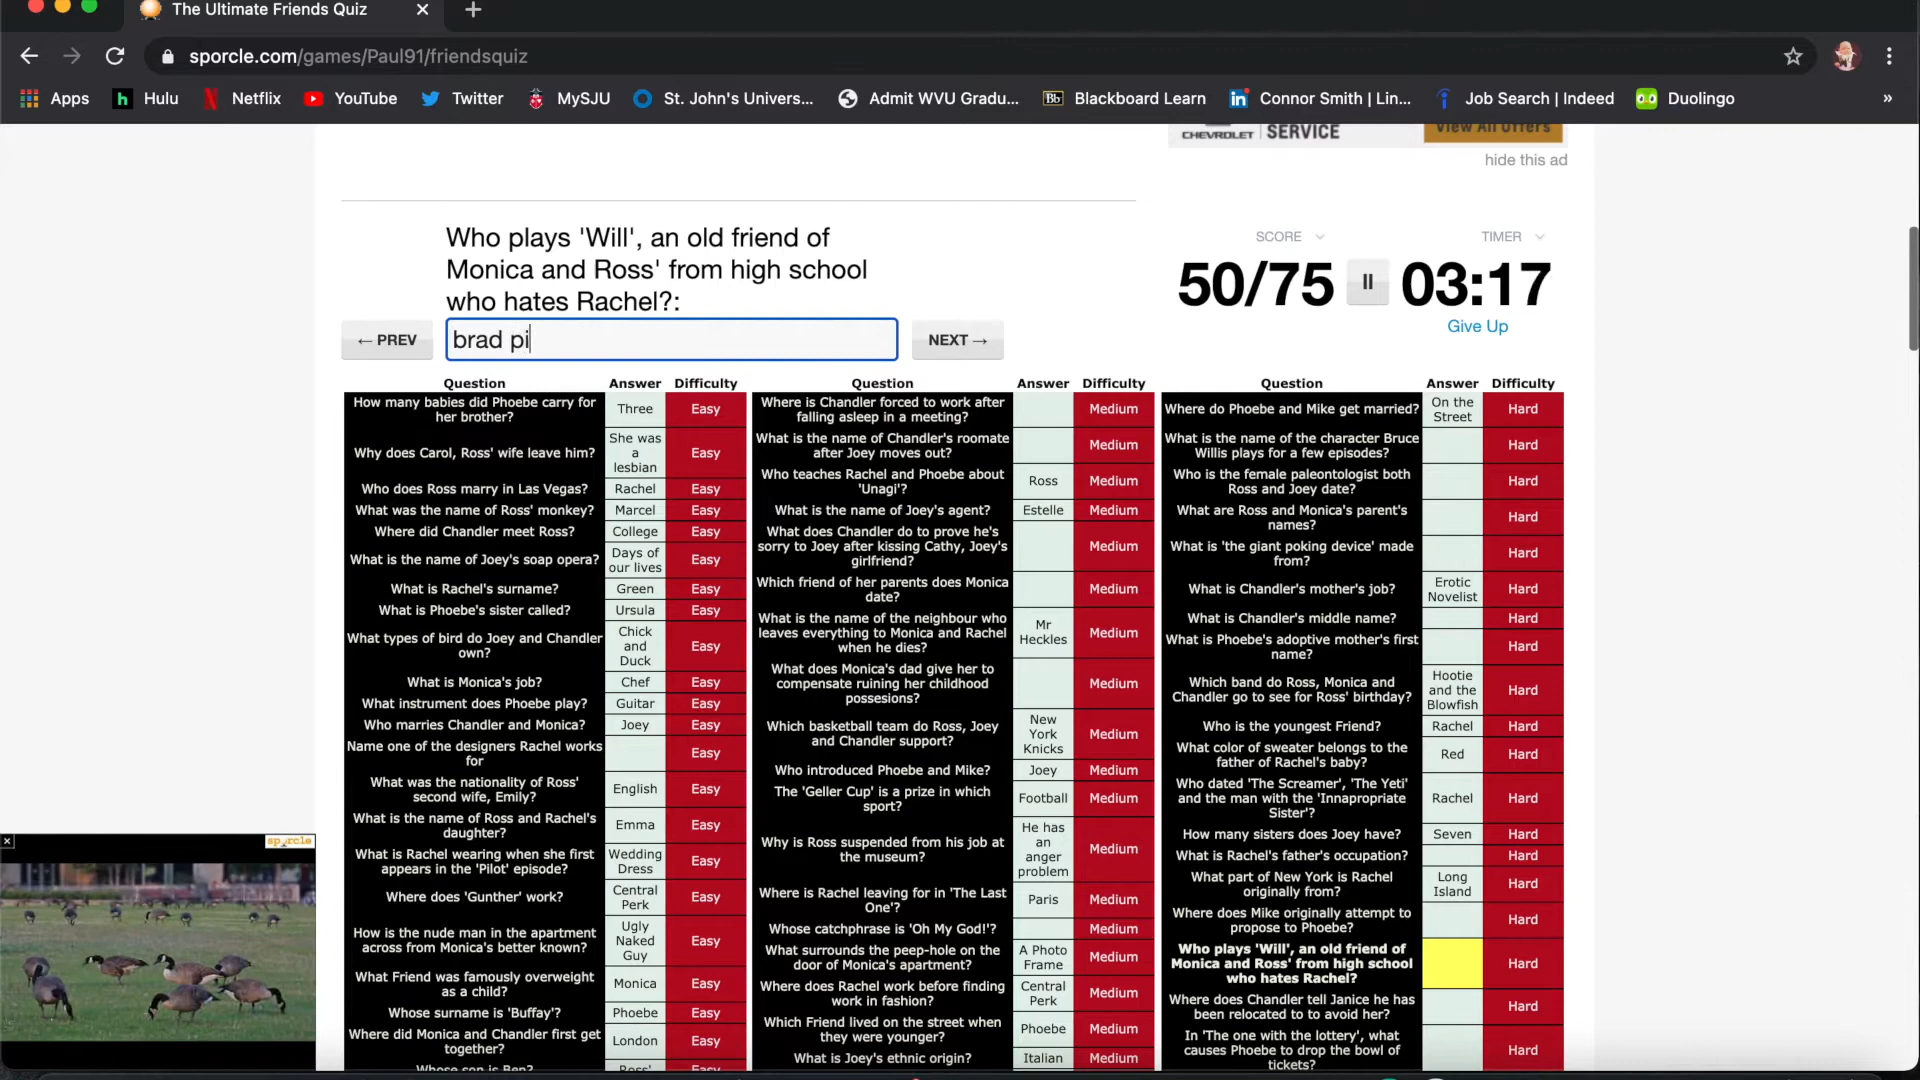 The Ultimate Friends Quiz
sporcle.com/games/Paul91/friendsquiz
Apps
Hulu
Netflix
YouTube
Twitter
MySJU
St. John's Univers...
Admit WVU Gradu...
Bb
Blackboard Learn
Connor Smith | Lin...
Job Search | Indeed
Duolingo
»
CHEVROLET SERVICE
View All Offers
hide this ad
Who plays 'Will', an old friend of
Monica and Ross' from high school
who hates Rachel?:
SCORE
TIMER
50/75
03:17
Give Up
← PREV
brad pi
NEXT →
Question Answer Difficulty
How many babies did Phoebe carry for
her brother?
Three
Easy
Why does Carol, Ross' wife leave him?
She was
a
lesbian
Easy
Who does Ross marry in Las Vegas? Rachel Easy
What was the name of Ross' monkey? Marcel Easy
Where did Chandler meet Ross? College Easy
What is the name of Joey's soap opera?
Days of
our lives
Easy
What is Rachel's surname? Green Easy
What is Phoebe's sister called? Ursula Easy
What types of bird do Joey and Chandler
own?
Chick
and
Duck
Easy
What is Monica's job? Chef Easy
What instrument does Phoebe play? Guitar Easy
Who marries Chandler and Monica? Joey Easy
Name one of the designers Rachel works
for
Easy
What was the nationality of Ross'
second wife, Emily?
English
Easy
What is the name of Ross and Rachel's
daughter?
Emma
Easy
What is Rachel wearing when she first
appears in the 'Pilot' episode?
Wedding
Dress
Easy
Where does 'Gunther' work?
Central
Perk
Easy
How is the nude man in the apartment
across from Monica's better known?
Ugly
Naked
Guy
Easy
What Friend was famously overweight
as a child?
Monica
Easy
Whose surname is 'Buffay'? Phoebe Easy
Where did Monica and Chandler first get
together?
London
Easy
Whose son is Ben? Ross' Easy
Question Answer Difficulty
Where is Chandler forced to work after
falling asleep in a meeting?
Medium
What is the name of Chandler's roomate
after Joey moves out?
Medium
Who teaches Rachel and Phoebe about
'Unagi'?
Ross
Medium
What is the name of Joey's agent? Estelle Medium
What does Chandler do to prove he's
sorry to Joey after kissing Cathy, Joey's
girlfriend?
Medium
Which friend of her parents does Monica
date?
Medium
What is the name of the neighbour who
leaves everything to Monica and Rachel
when he dies?
Mr
Heckles
Medium
What does Monica's dad give her to
compensate ruining her childhood
possesions?
Medium
Which basketball team do Ross, Joey
and Chandler support?
New
York
Knicks
Medium
Who introduced Phoebe and Mike? Joey Medium
The 'Geller Cup' is a prize in which
sport?
Football
Medium
Why is Ross suspended from his job at
the museum?
He has
an
anger
problem
Medium
Where is Rachel leaving for in 'The Last
One'?
Paris
Medium
Whose catchphrase is 'Oh My God!'? Medium
What surrounds the peep-hole on the
door of Monica's apartment?
A Photo
Frame
Medium
Where does Rachel work before finding
work in fashion?
Central
Perk
Medium
Which Friend lived on the street when
they were younger?
Phoebe
Medium
What is Joey's ethnic origin? Italian Medium
Question Answer Difficulty
Where do Phoebe and Mike get married?
On the
Street
Hard
What is the name of the character Bruce
Willis plays for a few episodes?
Hard
Who is the female paleontologist both
Ross and Joey date?
Hard
What are Ross and Monica's parent's
names?
Hard
What is 'the giant poking device' made
from?
Hard
What is Chandler's mother's job?
Erotic
Novelist
Hard
What is Chandler's middle name? Hard
What is Phoebe's adoptive mother's first
name?
Hard
Which band do Ross, Monica and
Chandler go to see for Ross' birthday?
Hootie
and the
Blowfish
Hard
Who is the youngest Friend? Rachel Hard
What color of sweater belongs to the
father of Rachel's baby?
Red
Hard
Who dated 'The Screamer', 'The Yeti'
and the man with the 'Innapropriate
Sister'?
Rachel
Hard
How many sisters does Joey have? Seven Hard
What is Rachel's father's occupation? Hard
What part of New York is Rachel
originally from?
Long
Island
Hard
Where does Mike originally attempt to
propose to Phoebe?
Hard
Who plays 'Will', an old friend of
Monica and Ross' from high school
who hates Rachel?
Hard
Where does Chandler tell Janice he has
been relocated to to avoid her?
Hard
In 'The one with the lottery', what
causes Phoebe to drop the bowl of
tickets?
Hard
sporcle